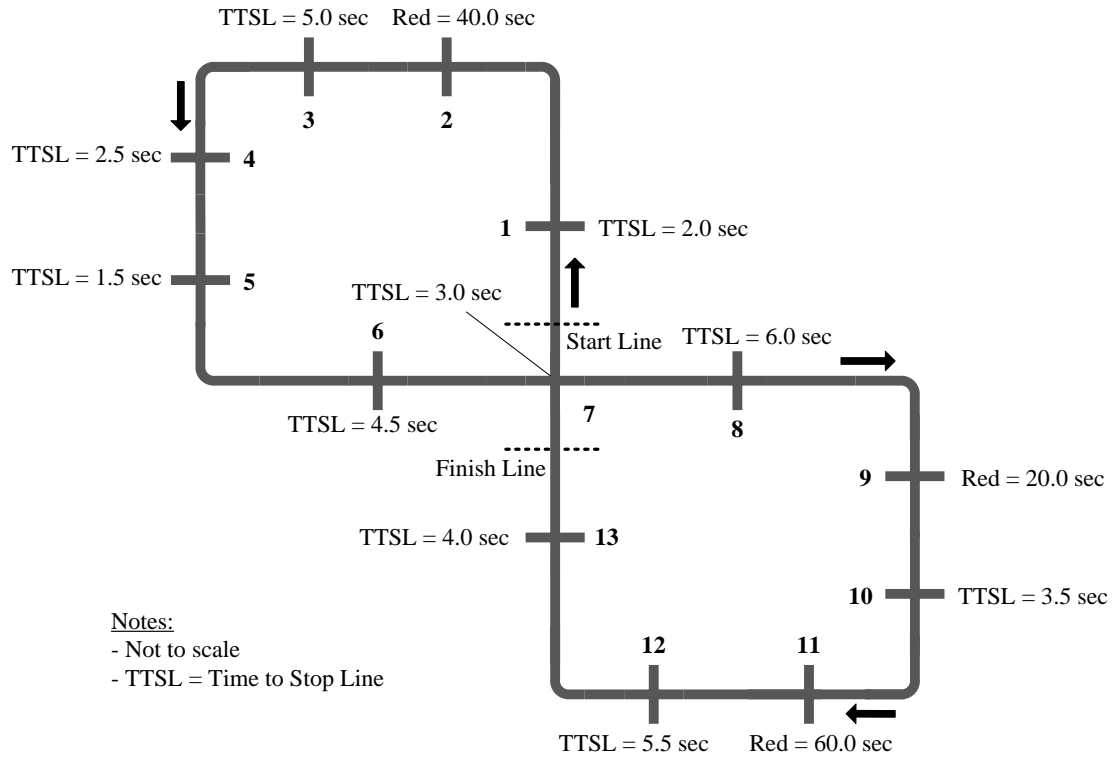 TTSL = 5.0 sec
Red = 40.0 sec
3
2
TTSL = 2.5 sec
4
1
TTSL = 2.0 sec
TTSL = 1.5 sec
5
TTSL = 3.0 sec
6
Start Line
TTSL = 6.0 sec
TTSL = 4.5 sec
7
8
Finish Line
9
Red = 20.0 sec
TTSL = 4.0 sec
13
10
TTSL = 3.5 sec
Notes:
- Not to scale
- TTSL = Time to Stop Line
12
11
TTSL = 5.5 sec
Red = 60.0 sec